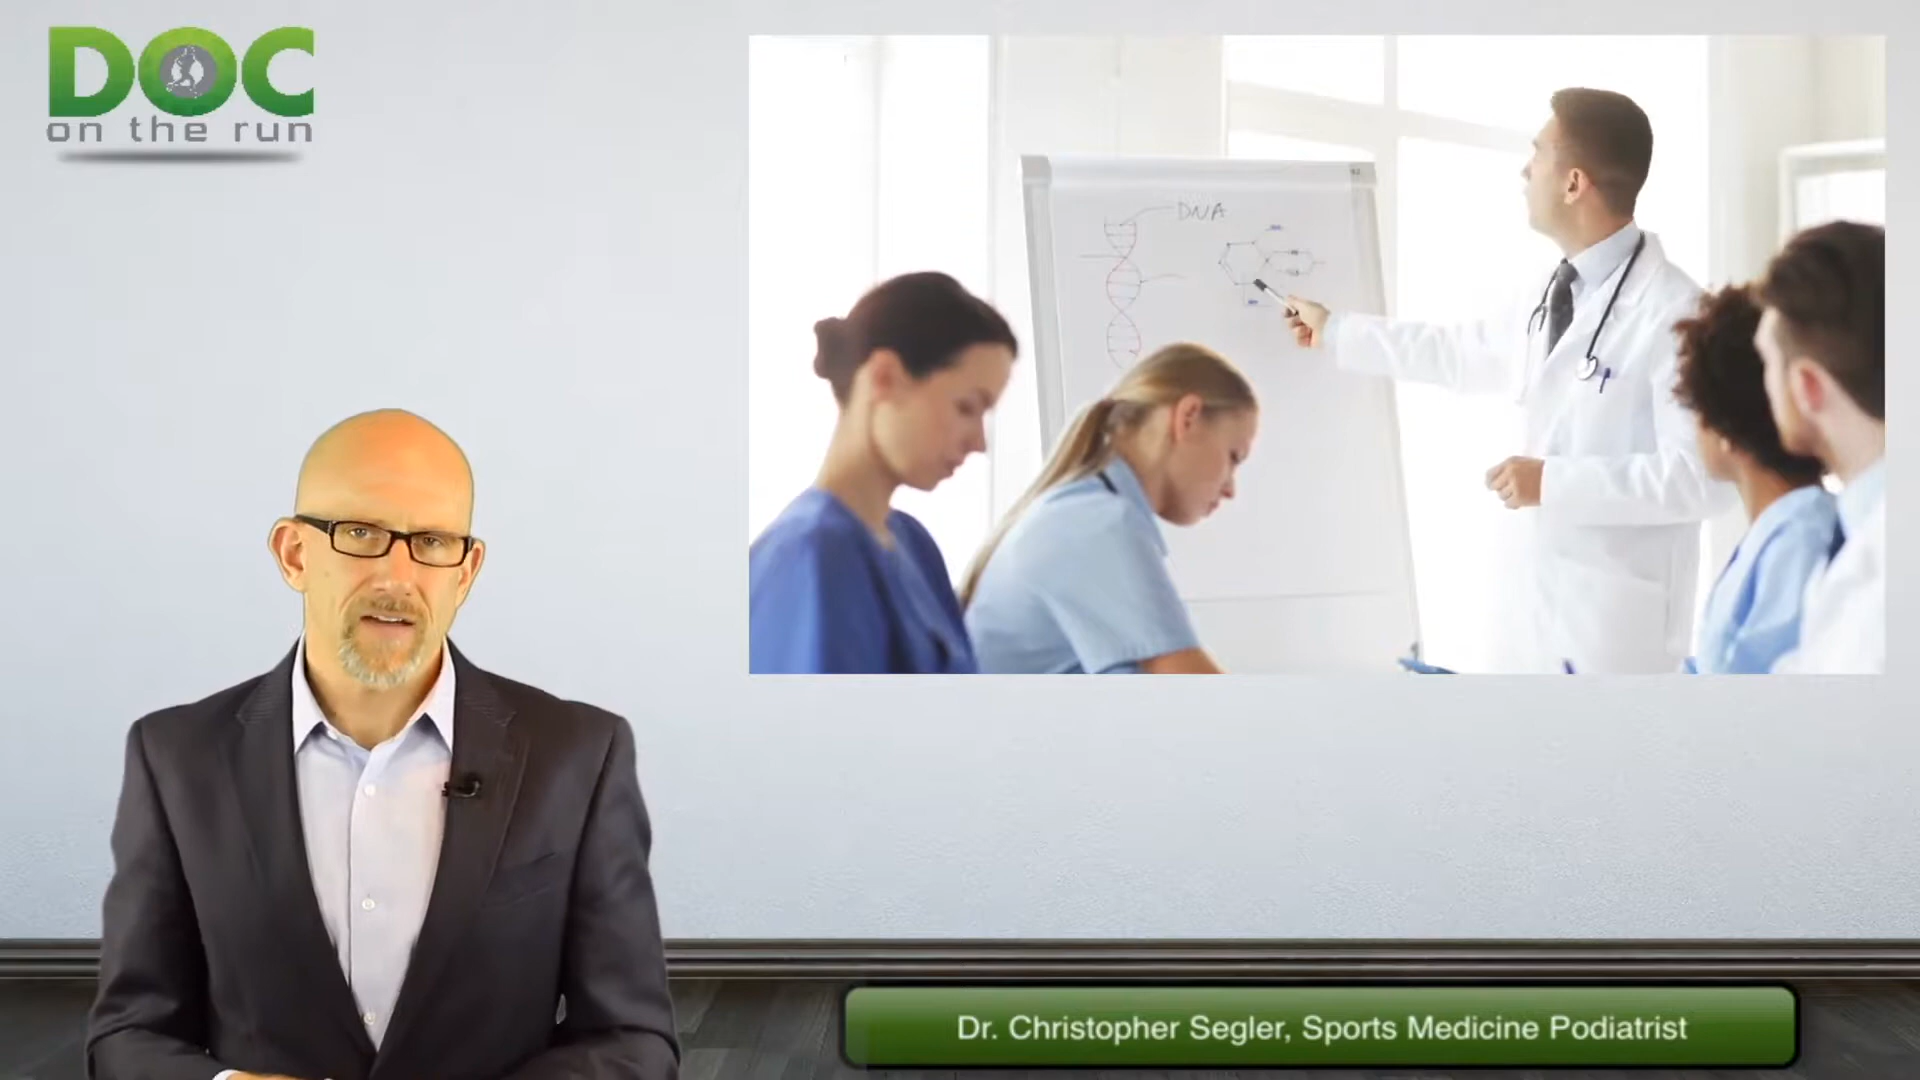 DOC
on the run
DNA
Dr. Christopher Segler, Sports Medicine Podiatrist